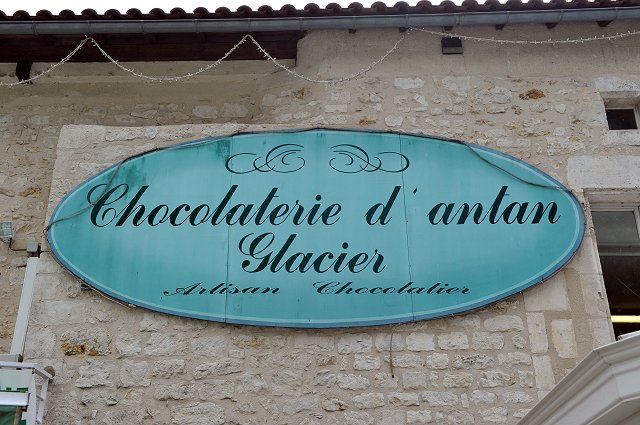 Chocolaterie d'antan
Glacier
Artisan Chocolatier